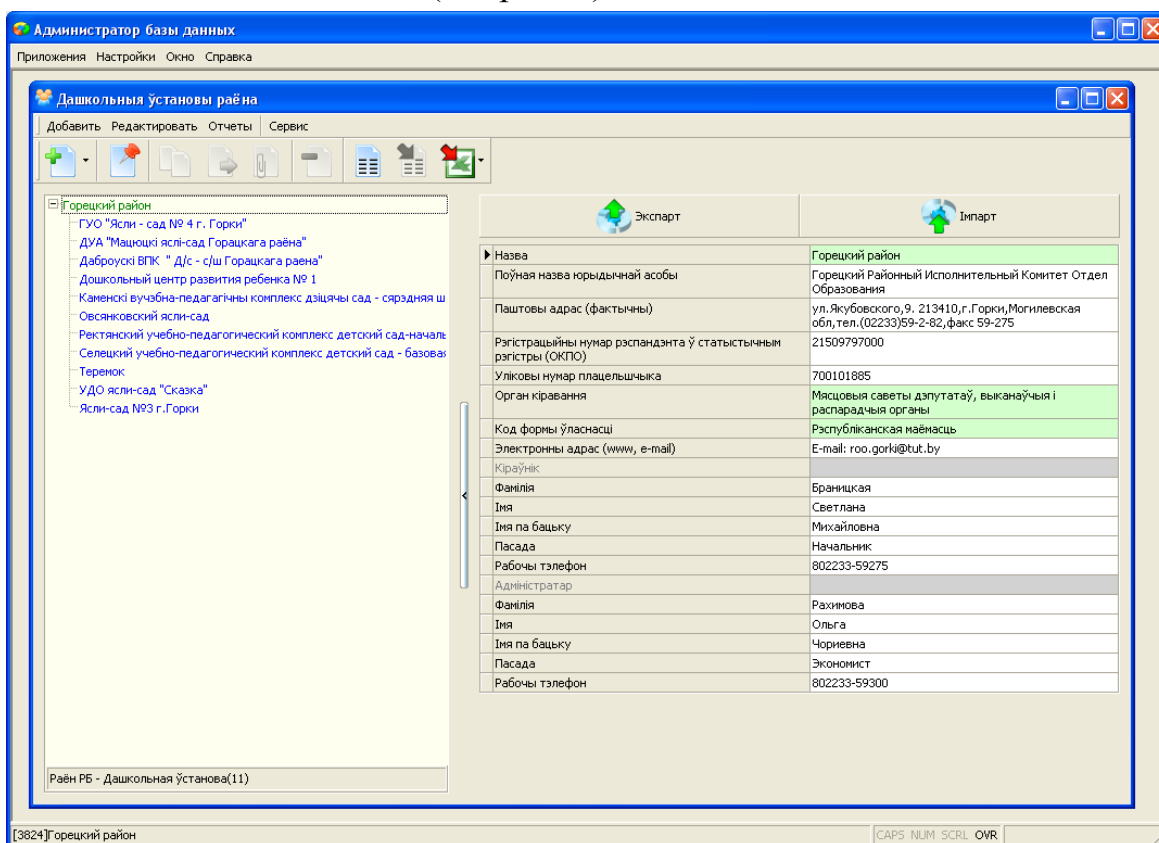 Администратор базы данных
Приложения Настройки Окно Справка
Дашкольныя ўстановы раёна
Добавить Редактировать Отчеты Сервис
Горецкий район
ГУО "Ясли - сад № 4 г. Горки"
ДУА "Мацюцкі яслі-сад Горацкага раёна"
Даброускі ВПК " Д/с - с/ш Горацкага раена"
Дошкольный центр развития ребенка № 1
Каменскі вучэбна-педагагічны комплекс дзіцячы сад - сярэдняя ш
Овсянковский ясли-сад
Ректянский учебно-педагогический комплекс детский сад-началь
Селецкий учебно-педагогический комплекс детский сад - базовая
Теремок
УДО ясли-сад "Сказка"
Ясли-сад №3 г.Горки
Раён РБ - Дашкольная ўстанова(11)
Экспарт Імпарт
Назва Горецкий район
Поўная назва юрыдычнай асобы Горецкий Районный Исполнительный Комитет Отдел
Образования
Паштовы адрас (фактычны) ул.Якубовского,9. 213410,г.Горки,Могилевская
обл,тел.(02233)59-2-82,факс 59-275
Рэгістрацыйны нумар рэспандэнта ў статыстычным 21509797000
рэгістры (ОКПО)
Уліковы нумар плацельшчыка 700101885
Орган кіравання Мясцовыя саветы дэпутатаў, выканаўчыя і
распарадчыя органы
Код формы ўласнасці Рэспубліканская маёмасць
Электронны адрас (www, e-mail) E-mail: roo.gorki@tut.by
Кіраўнік
Фамілія Браницкая
Імя Светлана
Імя па бацьку Михайловна
Пасада Начальник
Рабочы тэлефон 802233-59275
Адміністратар
Фамілія Рахимова
Імя Ольга
Імя па бацьку Чориевна
Пасада Экономист
Рабочы тэлефон 802233-59300
[3824]Горецкий район CAPS NUM SCRL OVR